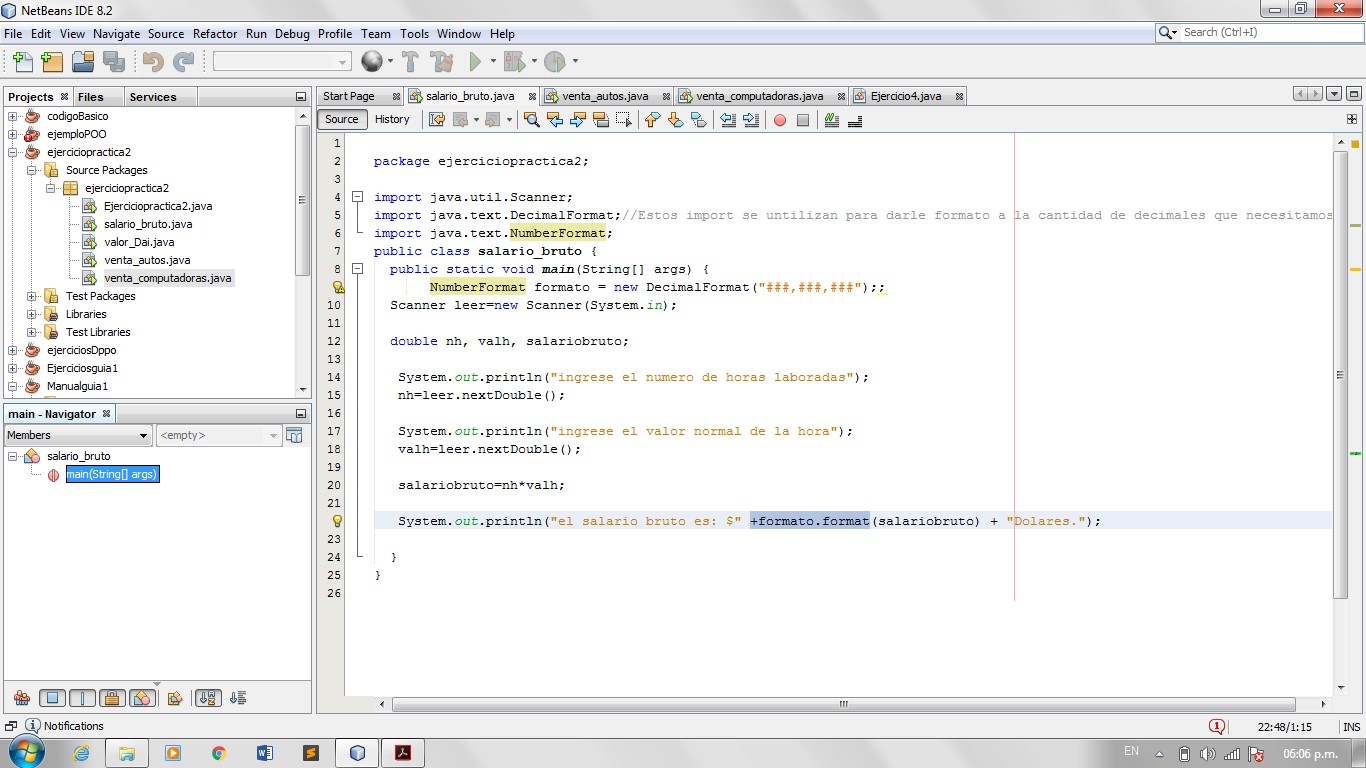 NetBeans IDE 8.2
File Edit View Navigate Source Refactor Run Debug Profile Team Tools Window Help
Search (Ctrl+I)
Projects Files Services
codigoBasico
ejemploPOO
ejerciciopractica2
Source Packages
ejerciciopractica2
Ejerciciopractica2.java
salario_bruto.java
valor_Dai.java
venta_autos.java
venta_computadoras.java
Test Packages
Libraries
Test Libraries
ejerciciosDppo
Ejerciciosguia1
Manualguia1
main - Navigator
Members <empty>
salario_bruto
main(String[] args)
Start Page salario_bruto.java venta_autos.java venta_computadoras.java Ejercicio4.java
Source History
1
2 package ejerciciopractica2;
3
4 import java.util.Scanner;
5 import java.text.DecimalFormat;//Estos import se untilizan para darle formato a la cantidad de decimales que necesitamos
6 import java.text.NumberFormat;
7 public class salario_bruto {
8 public static void main(String[] args) {
NumberFormat formato = new DecimalFormat("###,###,###");;
10 Scanner leer=new Scanner(System.in);
11
12 double nh, valh, salariobruto;
13
14 System.out.println("ingrese el numero de horas laboradas");
15 nh=leer.nextDouble();
16
17 System.out.println("ingrese el valor normal de la hora");
18 valh=leer.nextDouble();
19
20 salariobruto=nh*valh;
21
System.out.println("el salario bruto es: $" +formato.format(salariobruto) + "Dolares.");
23
24 }
25 }
26
Notifications
1
22:48/1:15 INS
EN
06:06 p.m.